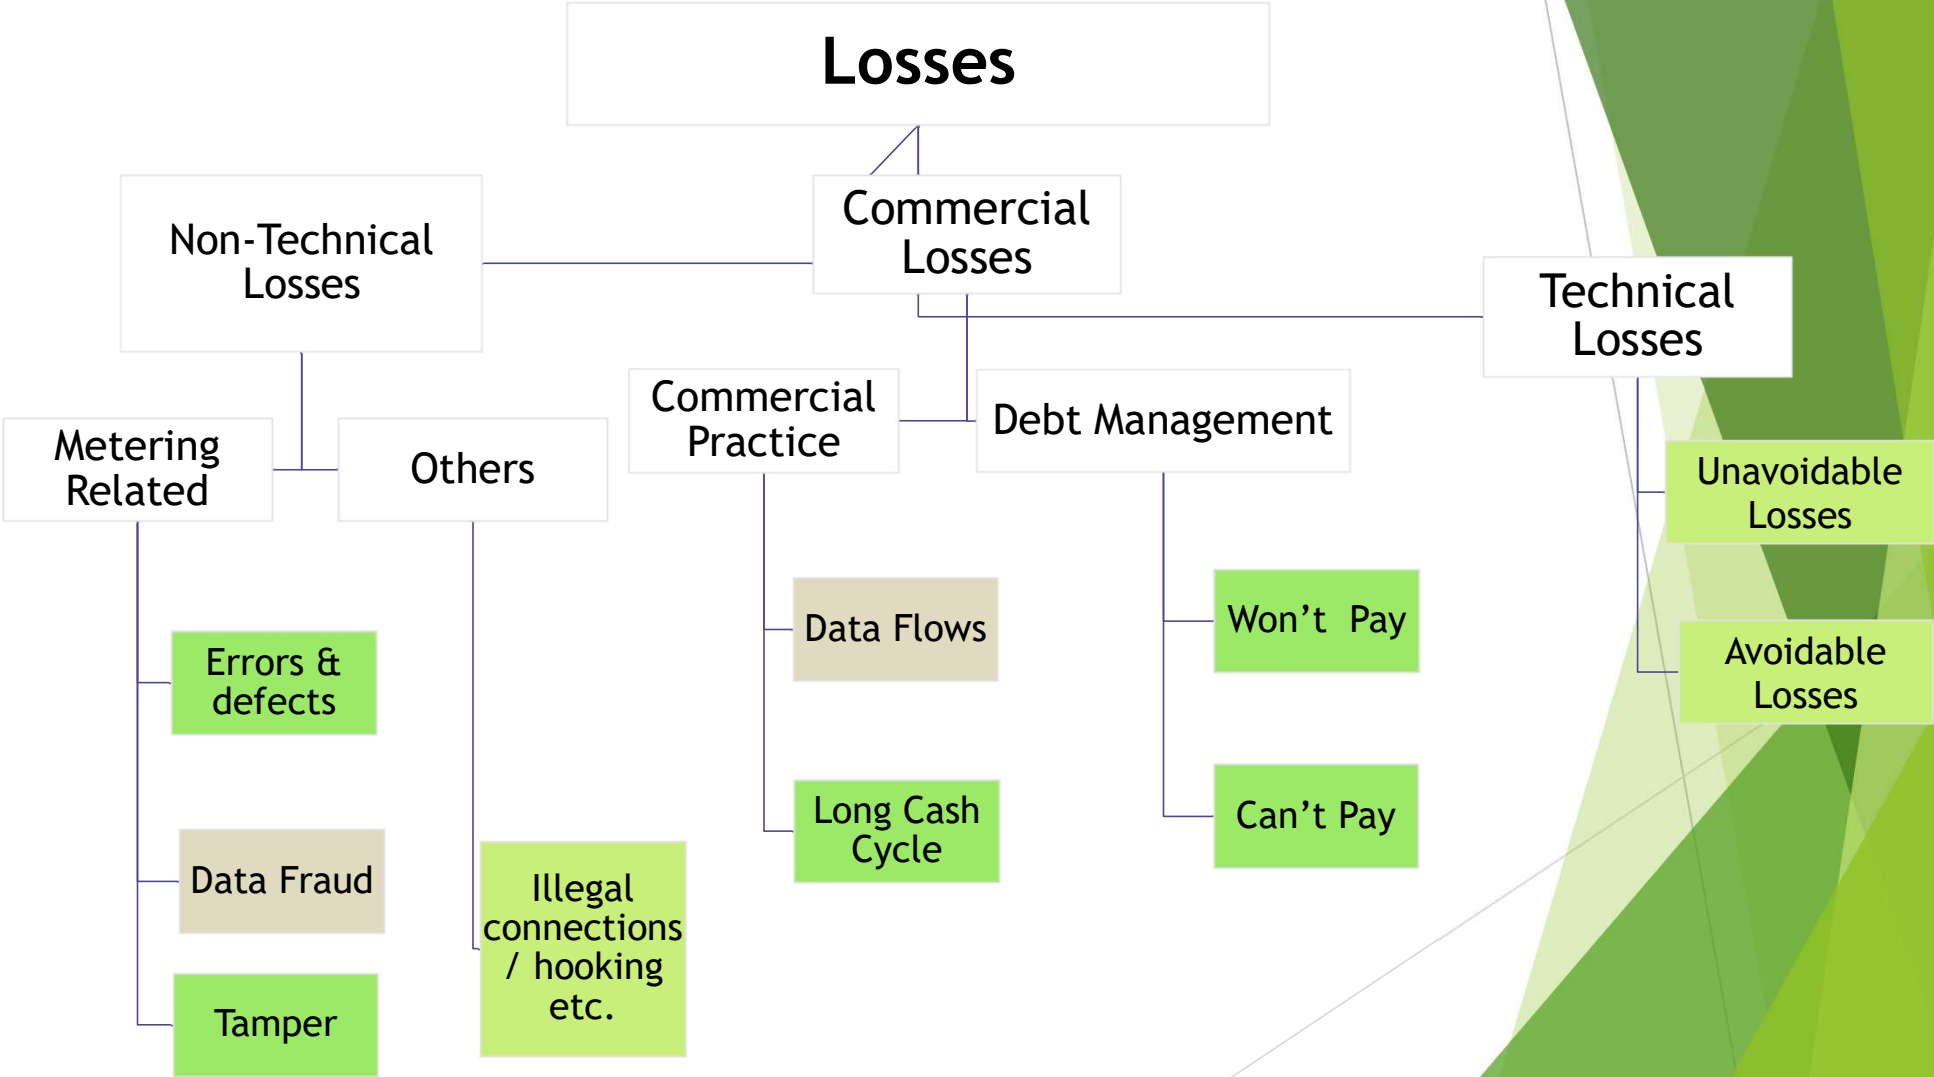 Losses
Non-Technical
Losses
Commercial
Losses
Technical
Losses
Metering
Related
Others
Commercial
Practice
Debt Management
Errors &
defects
Data Fraud
Tamper
Illegal
connections
/ hooking
etc.
Data Flows
Long Cash
Cycle
Won’t  Pay
Can’t Pay
Unavoidable
Losses
Avoidable
Losses